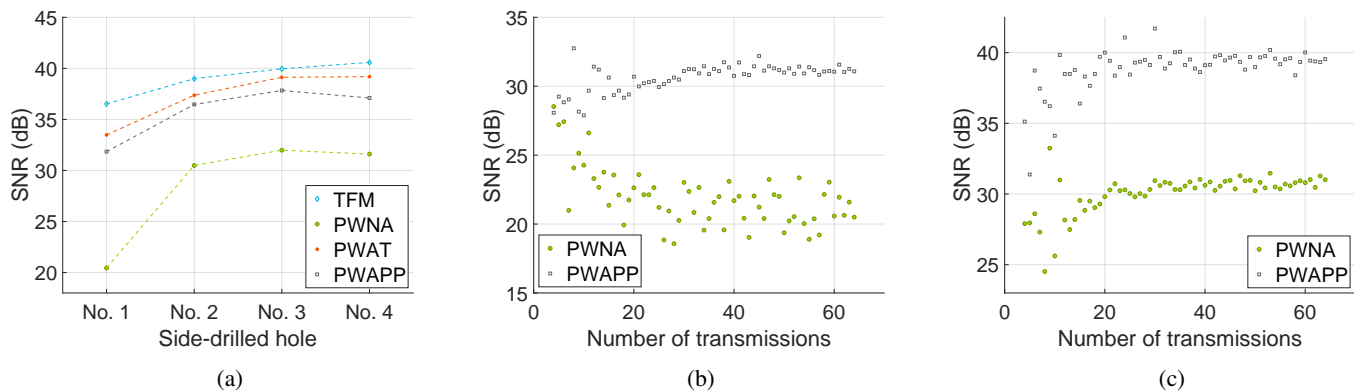 40
35
30
25
20
SNR (dB)
No. 1 No. 2 No. 3 No. 4
Side-drilled hole
TFM
PWNA
PWAT
PWAPP
(a)
35
30
25
20
15
SNR (dB)
0 20 40 60
Number of transmissions
PWNA
PWAPP
(b)
40
35
30
25
SNR (dB)
0 20 40 60
Number of transmissions
PWNA
PWAPP
(c)